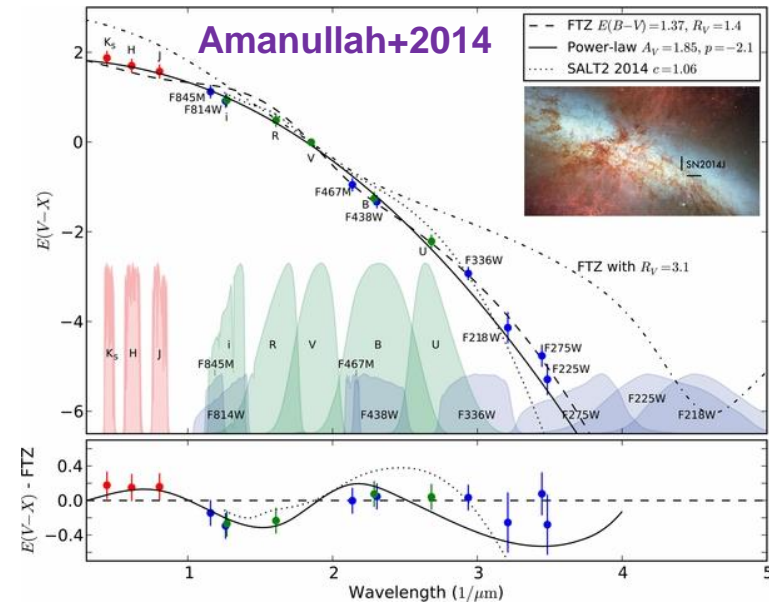 Amanullah+2014
FTZ E(B−V)=1.37, R_V=1.4
Power-law A_V=1.85, p=−2.1
SALT2 2014 c=1.06
SN2014J
K_s
H
J
F845M
F814W
i
R
V
F467M
B
F438W
U
F336W
FTZ with R_V=3.1
F218W
F275W
F225W
K_s
H
J
i
F845M
F814W
R
V
F467M
B
F438W
U
F336W
F275W
F225W
F218W
E(V−X)
2
0
−2
−4
−6
E(V−X) - FTZ
0.4
0.0
−0.4
1
2
3
4
5
Wavelength (1/μm)